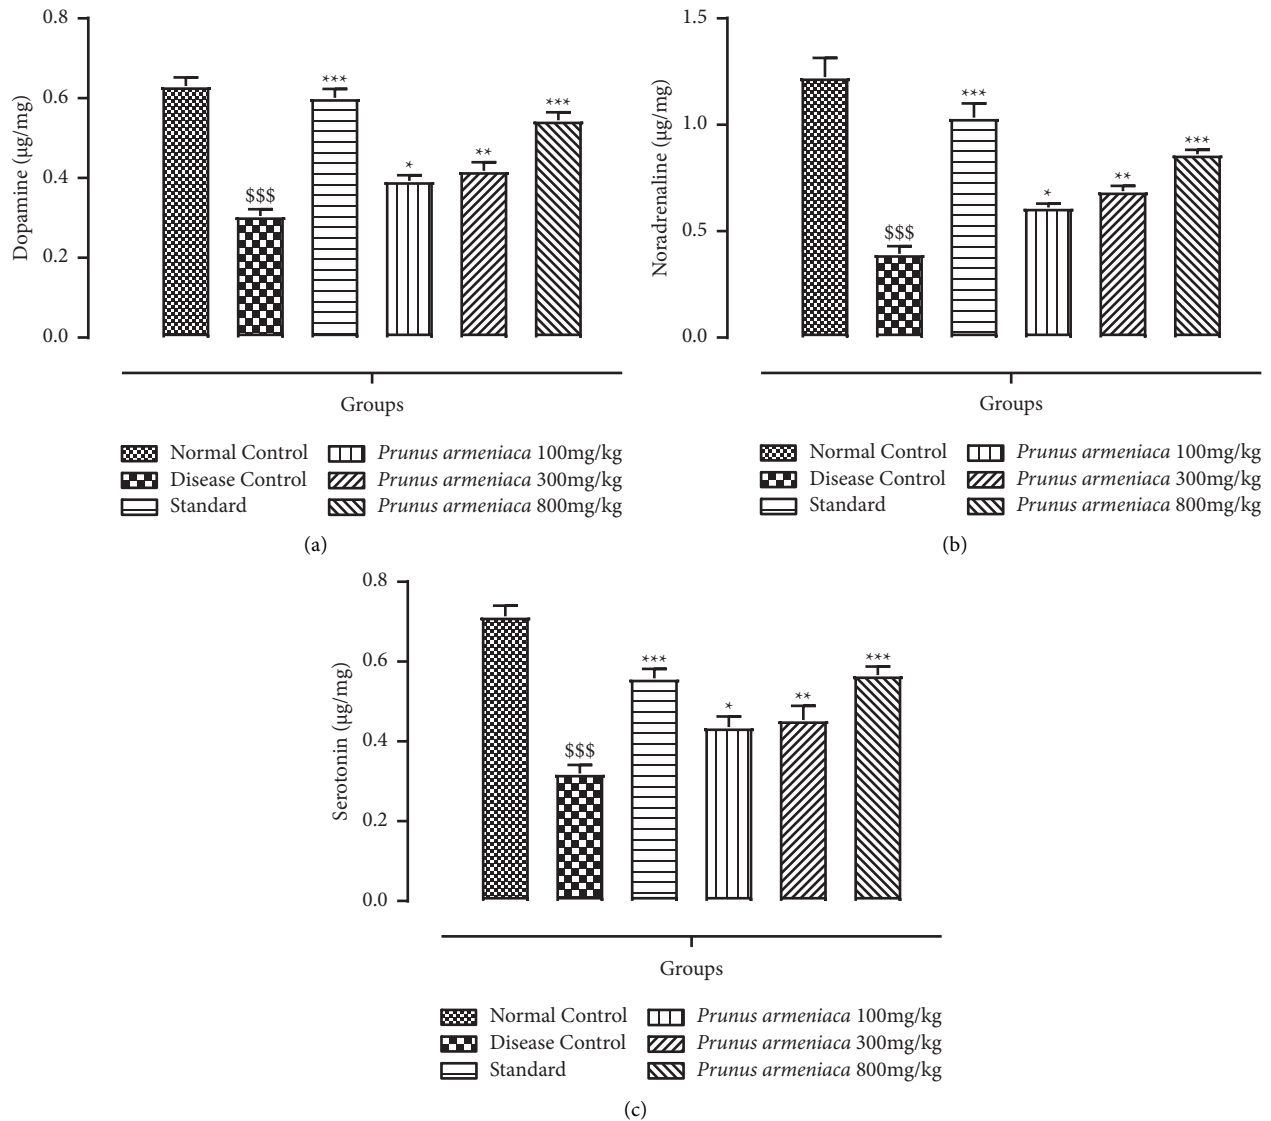 0.8
0.6
0.4
0.2
0.0
Dopamine (μg/mg)
$$$
***
*
**
***
Groups
Normal Control
Disease Control
Standard
Prunus armeniaca 100mg/kg
Prunus armeniaca 300mg/kg
Prunus armeniaca 800mg/kg
(a)
1.5
1.0
0.5
0.0
Noradrenaline (μg/mg)
$$$
***
*
**
***
Groups
Normal Control
Disease Control
Standard
Prunus armeniaca 100mg/kg
Prunus armeniaca 300mg/kg
Prunus armeniaca 800mg/kg
(b)
0.8
0.6
0.4
0.2
0.0
Serotonin (μg/mg)
$$$
***
*
**
***
Groups
Normal Control
Disease Control
Standard
Prunus armeniaca 100mg/kg
Prunus armeniaca 300mg/kg
Prunus armeniaca 800mg/kg
(c)